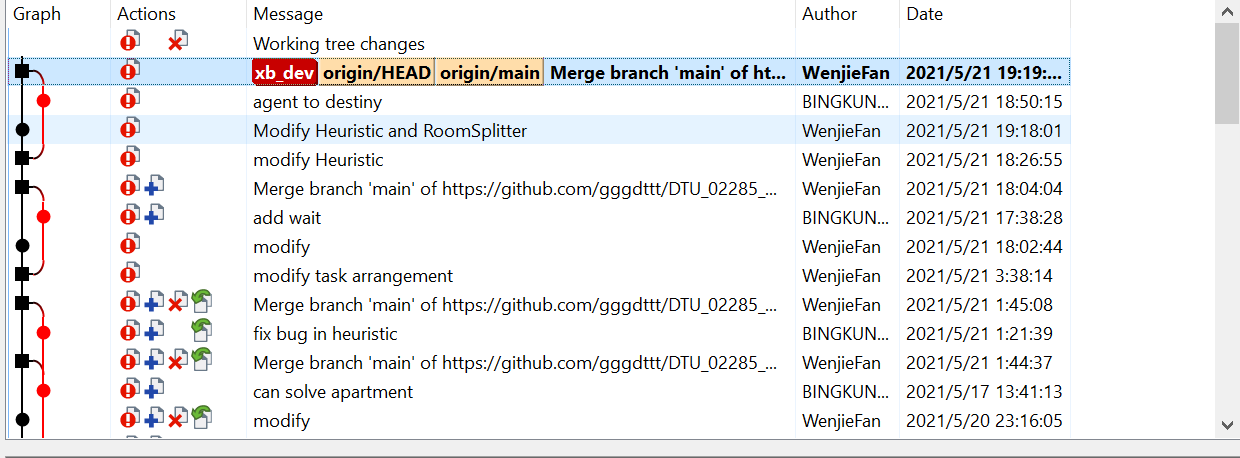 Graph Actions Message Author Date
Working tree changes
xb_dev origin/HEAD origin/main Merge branch 'main' of ht... WenjieFan 2021/5/21 19:19:...
agent to destiny BINGKUN... 2021/5/21 18:50:15
Modify Heuristic and RoomSplitter WenjieFan 2021/5/21 19:18:01
modify Heuristic WenjieFan 2021/5/21 18:26:55
Merge branch 'main' of https://github.com/gggdttt/DTU_02285_... WenjieFan 2021/5/21 18:04:04
add wait BINGKUN... 2021/5/21 17:38:28
modify WenjieFan 2021/5/21 18:02:44
modify task arrangement WenjieFan 2021/5/21 3:38:14
Merge branch 'main' of https://github.com/gggdttt/DTU_02285_... WenjieFan 2021/5/21 1:45:08
fix bug in heuristic BINGKUN... 2021/5/21 1:21:39
Merge branch 'main' of https://github.com/gggdttt/DTU_02285_... WenjieFan 2021/5/21 1:44:37
can solve apartment BINGKUN... 2021/5/17 13:41:13
modify WenjieFan 2021/5/20 23:16:05